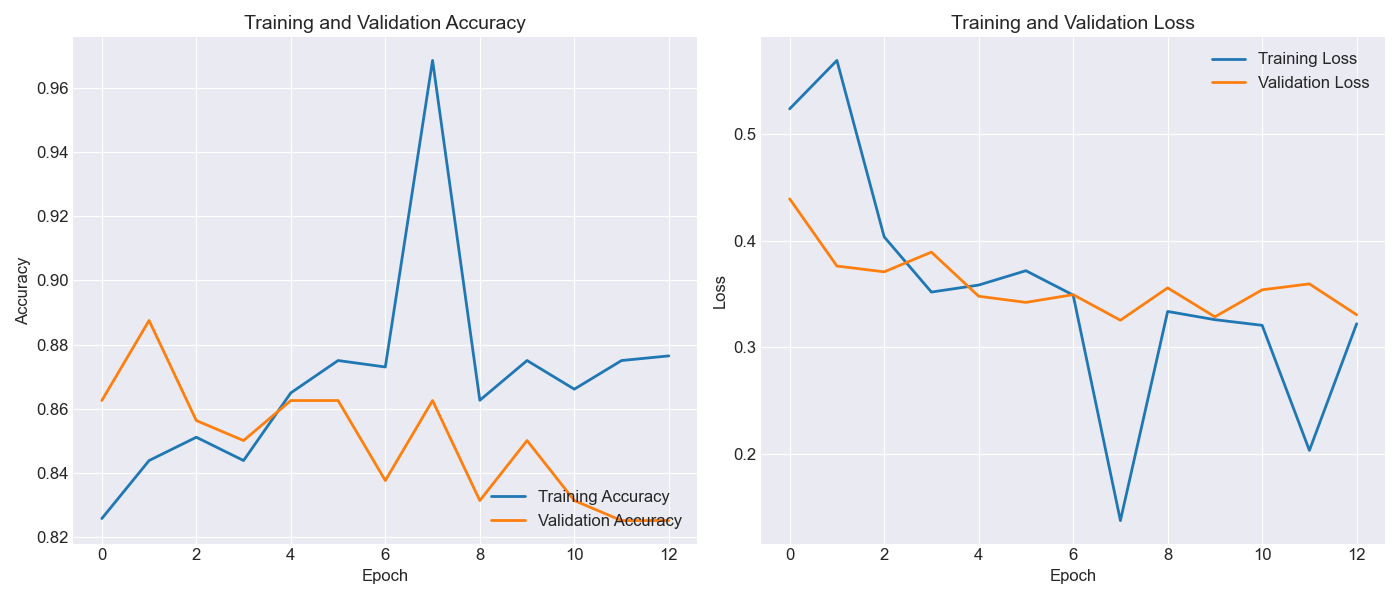 Training and Validation Accuracy
Accuracy
0.96
0.94
0.92
0.90
0.88
0.86
0.84
0.82
Training Accuracy
Validation Accuracy
0 2 4 6 8 10 12
Epoch
Training and Validation Loss
Loss
0.5
0.4
0.3
0.2
Training Loss
Validation Loss
0 2 4 6 8 10 12
Epoch